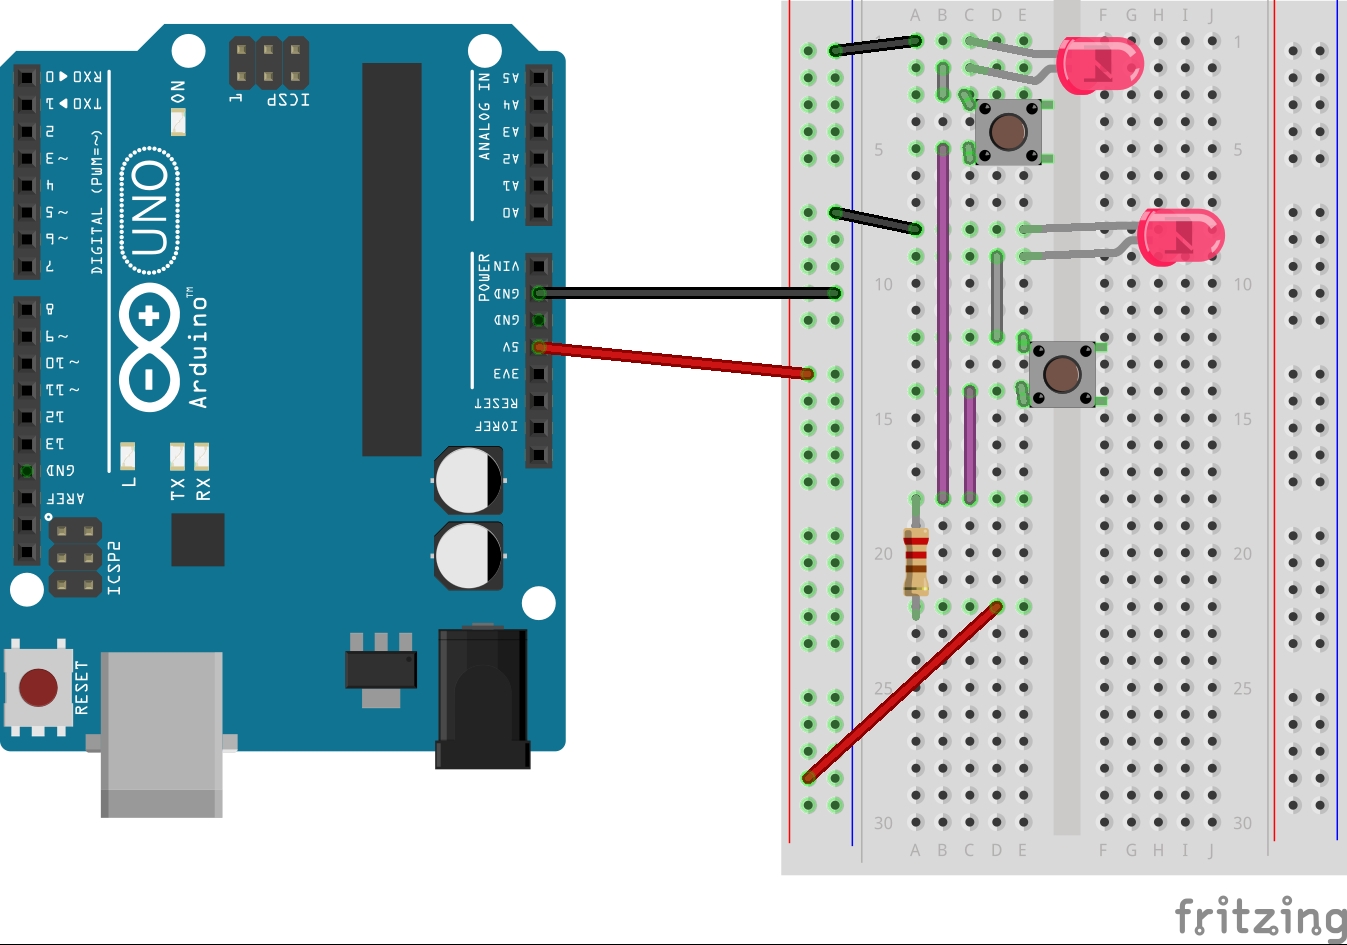 0 ◄ RXD
1 ► TXD
2
3 ~
4
5 ~
6 ~
7
DIGITAL (PWM=~)
8
9 ~
10 ~
11 ~
12
13
GND
AREF
ON
1
ICSP
UNO
Arduino™
L
TX
RX
ICSP2
RESET
ANALOG IN
A5
A4
A3
A2
A1
A0
POWER
VIN
GND
GND
5V
3V3
RESET
IOREF
A B C D E F G H I J
1
5 5
10 10
15 15
20 20
25 25
30 30
A B C D E F G H I J
fritzing